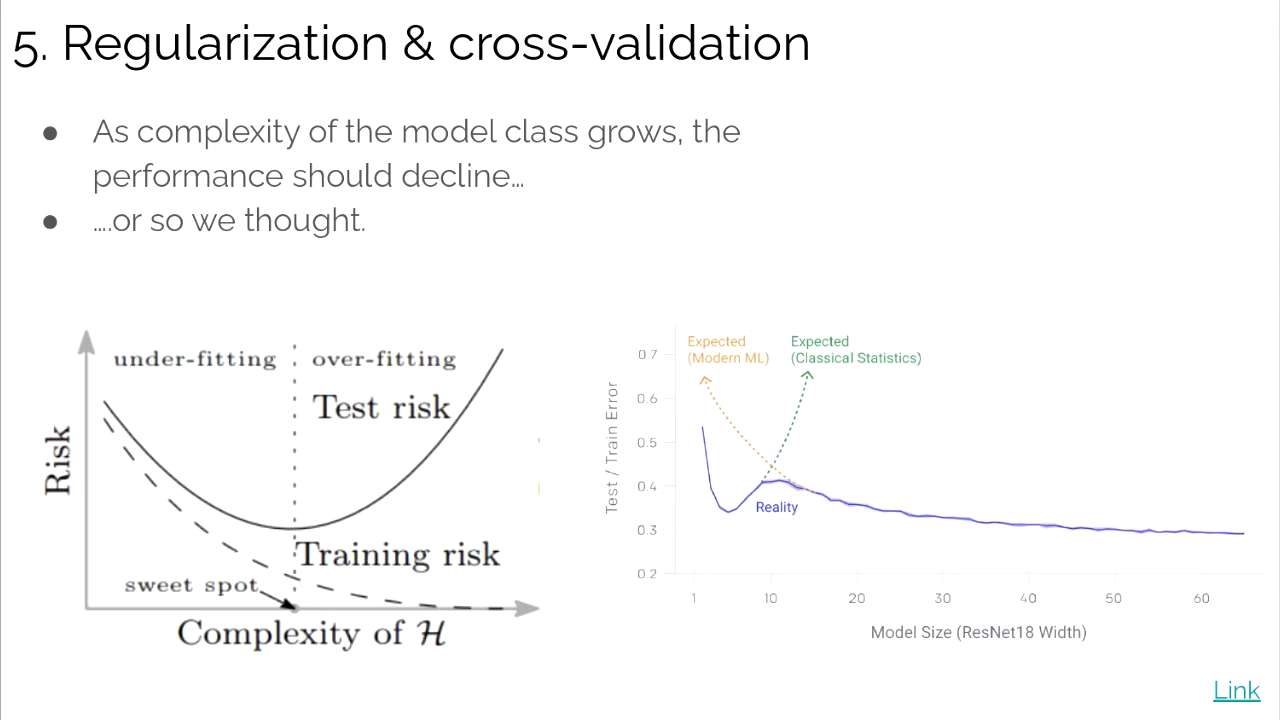 5. Regularization & cross-validation
● As complexity of the model class grows, the
performance should decline...
● ....or so we thought.
under-fitting
over-fitting
Test risk
Risk
Training risk
sweet spot
Complexity of ℋ
Expected
(Modern ML)
Expected
(Classical Statistics)
0.7
0.6
0.5
0.4
0.3
0.2
Test / Train Error
Reality
1 10 20 30 40 50 60
Model Size (ResNet18 Width)
Link